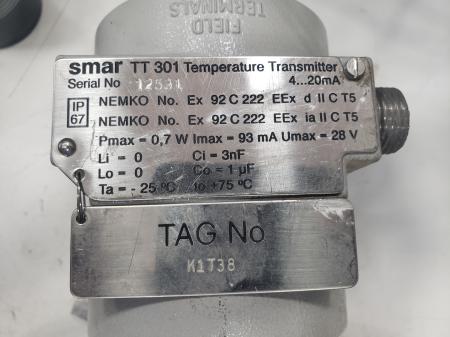 FIELD
TERMINALS
smar TT 301 Temperature Transmitter
Serial No 12531 4...20mA
IP 67
NEMKO No. Ex 92 C 222 EEx d II C T5
NEMKO No. Ex 92 C 222 EEx ia II C T5
Pmax = 0,7 W Imax = 93 mA Umax = 28 V
Li = 0 Ci = 3nF
Lo = 0 Co = 1 µF
Ta = - 25 ºC to +75 ºC
TAG No
K1T38